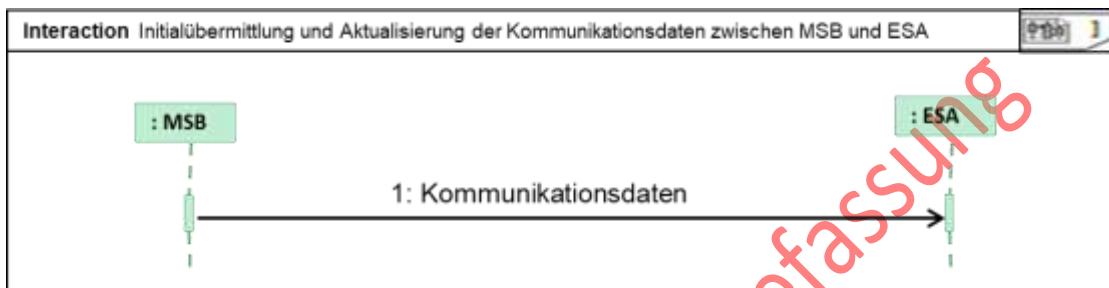 Interaction Initialübermittlung und Aktualisierung der Kommunikationsdaten zwischen MSB und ESA
: MSB
: ESA
1: Kommunikationsdaten